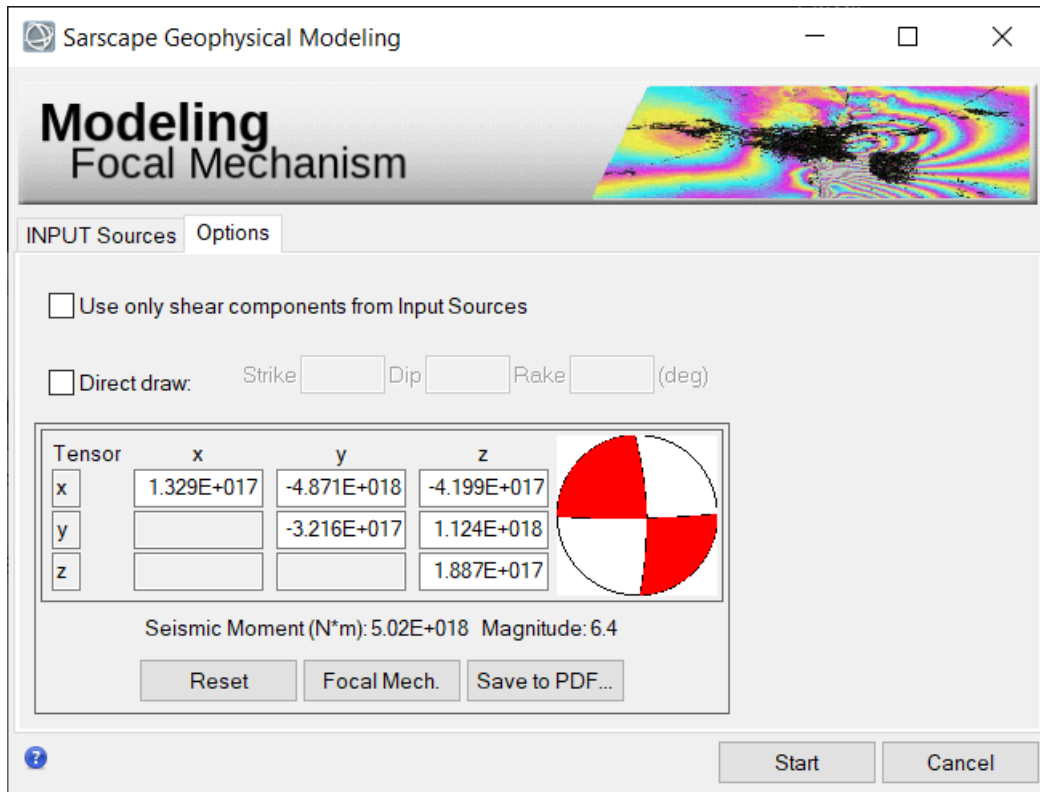 Sarscape Geophysical Modeling
Modeling
Focal Mechanism
INPUT Sources Options
Use only shear components from Input Sources
Direct draw: Strike Dip Rake (deg)
Tensor x y z
x 1.329E+017 -4.871E+018 -4.199E+017
y -3.216E+017 1.124E+018
z 1.887E+017
Seismic Moment (N*m): 5.02E+018 Magnitude: 6.4
Reset Focal Mech. Save to PDF...
? Start Cancel